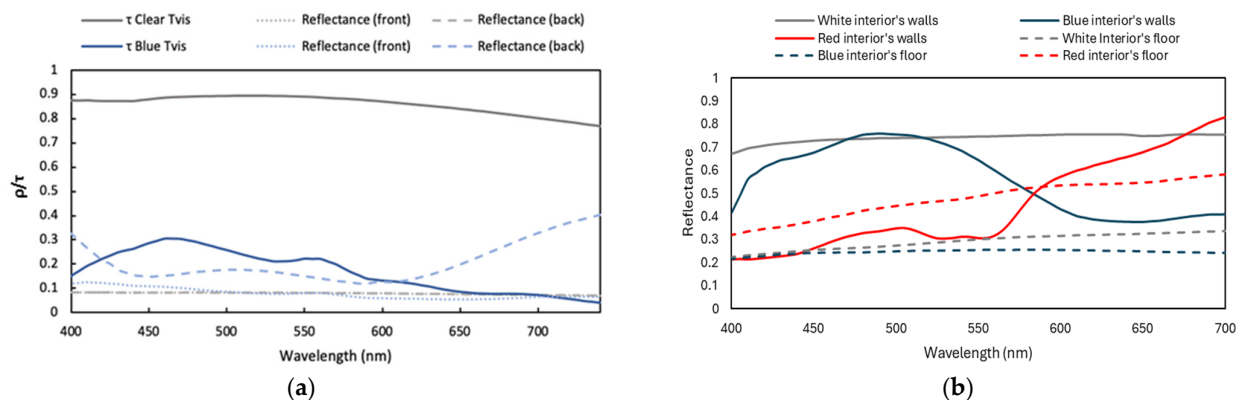 τ Clear Tvis Reflectance (front) Reflectance (back)
τ Blue Tvis Reflectance (front) Reflectance (back)
1
0.9
0.8
0.7
0.6
0.5
0.4
0.3
0.2
0.1
0
ρ/τ
400 450 500 550 600 650 700
Wavelength (nm)
(a)
White interior's walls Blue interior's walls
Red interior's walls White Interior's floor
Blue interior's floor Red interior's floor
1
0.9
0.8
0.7
0.6
0.5
0.4
0.3
0.2
0.1
0
Reflectance
400 450 500 550 600 650 700
Wavelength (nm)
(b)